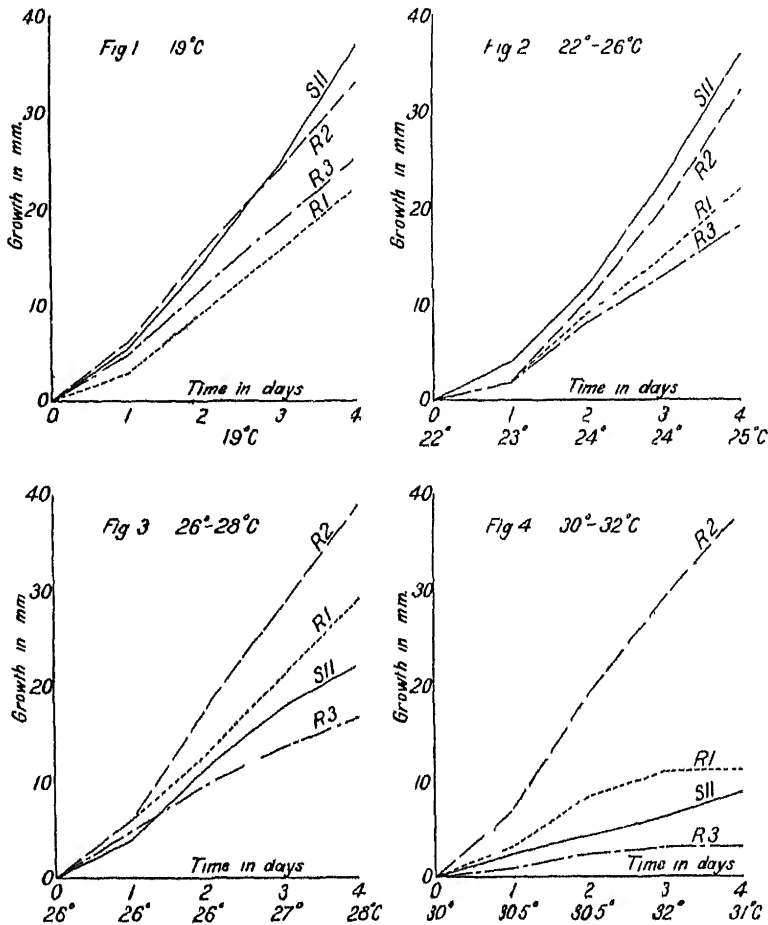 40
Fig 1 19°C
30
20
10
0
Growth in mm.
S11
R2
R3
R1
Time in days
0 1 2 3 4
19°C
40
Fig 2 22°-26°C
30
20
10
0
Growth in mm
S11
R2
R1
R3
Time in days
0 1 2 3 4
22° 23° 24° 24° 25°C
40
Fig 3 26°-28°C
30
20
10
0
Growth in mm
R2
R1
S11
R3
Time in days
0 1 2 3 4
26° 26° 26° 27° 28°C
40
Fig 4 30°-32°C
30
20
10
0
Growth in mm.
R2
R1
S11
R3
Time in days
0 1 2 3 4
30° 30.5° 30.5° 32° 31°C